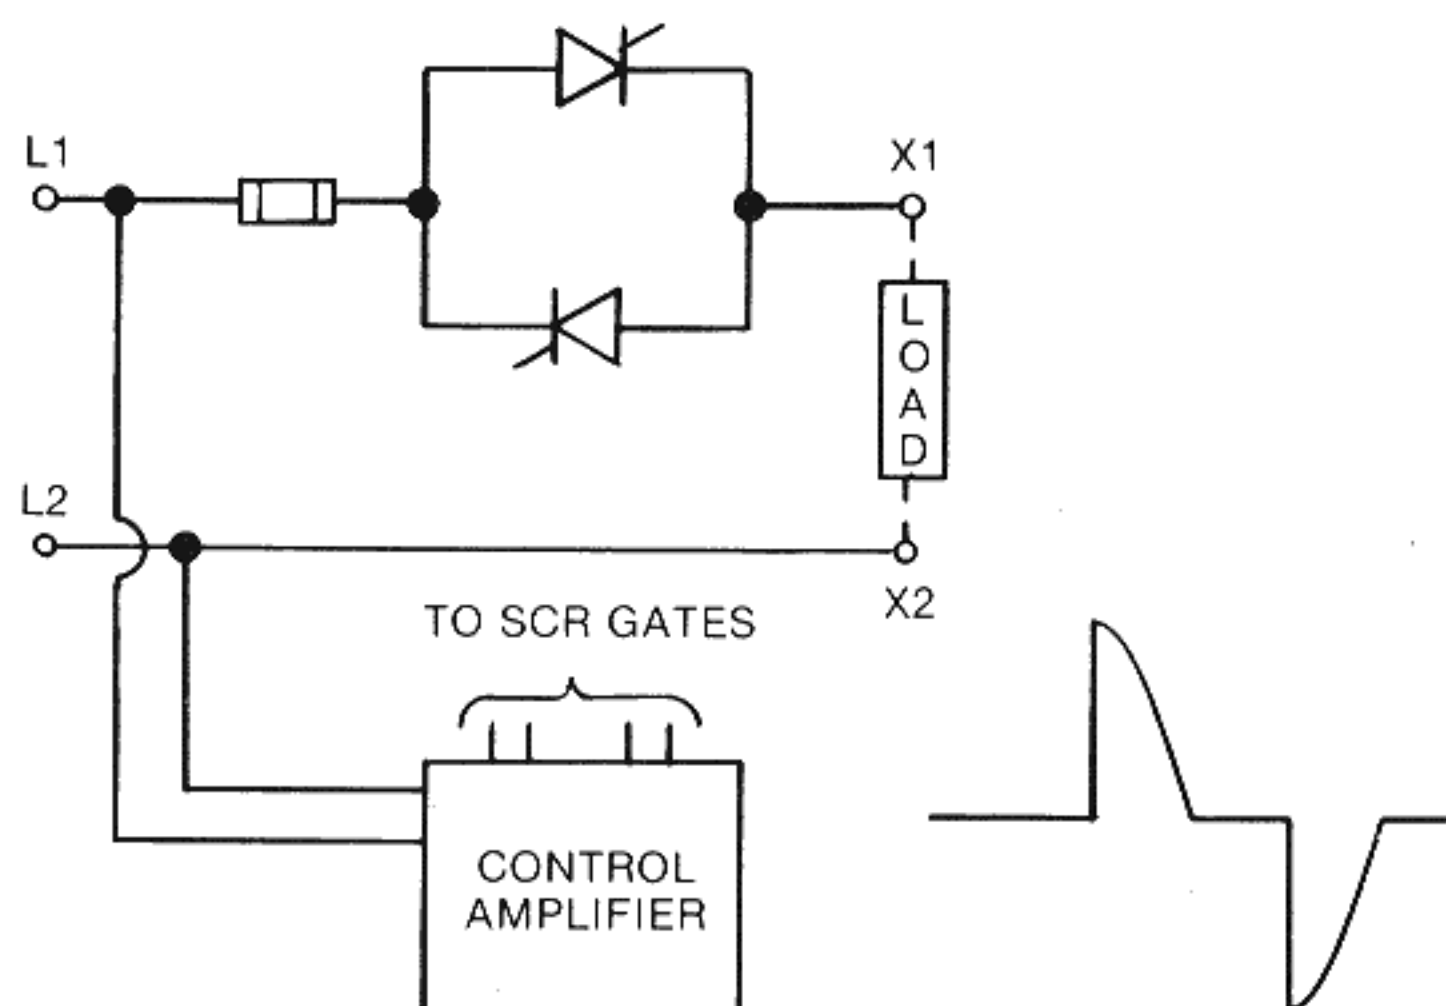 L1
X1
L
O
A
D
L2
X2
TO SCR GATES
CONTROL
AMPLIFIER